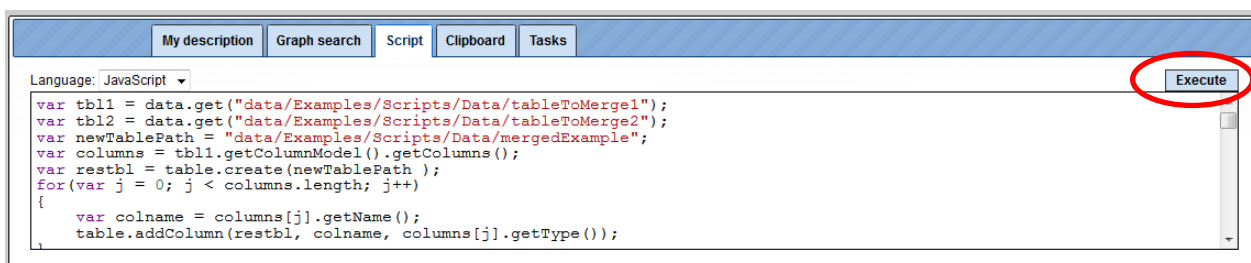 My description Graph search Script Clipboard Tasks
Language: JavaScript Execute
var tbl1 = data.get("data/Examples/Scripts/Data/tableToMerge1");
var tbl2 = data.get("data/Examples/Scripts/Data/tableToMerge2");
var newTablePath = "data/Examples/Scripts/Data/mergedExample";
var columns = tbl1.getColumnModel().getColumns();
var restbl = table.create(newTablePath );
for(var j = 0; j < columns.length; j++)
{
    var colname = columns[j].getName();
    table.addColumn(restbl, colname, columns[j].getType());